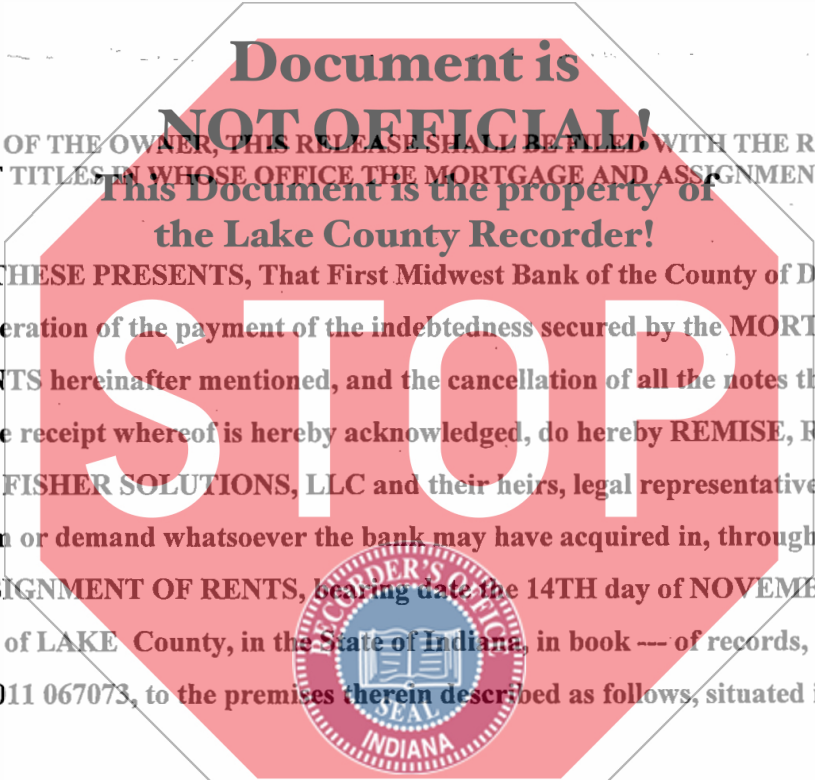 Document is
NOT OFFICIAL!
OF THE OWNER, THIS RELEASE SHALL BE FILED WITH THE R
TITLES IN WHOSE OFFICE THE MORTGAGE AND ASSIGNMEN
This Document is the property of
the Lake County Recorder!
THESE PRESENTS, That First Midwest Bank of the County of D
eration of the payment of the indebtedness secured by the MORT
NTS hereinafter mentioned, and the cancellation of all the notes th
e receipt whereof is hereby acknowledged, do hereby REMISE, R
STOP
FISHER SOLUTIONS, LLC and their heirs, legal representative
n or demand whatsoever the bank may have acquired in, through
SIGNMENT OF RENTS, bearing date the 14TH day of NOVEMB
of LAKE County, in the State of Indiana, in book --- of records,
011 067073, to the premises therein described as follows, situated i
RECORDER'S OFFICE
SEAL
INDIANA